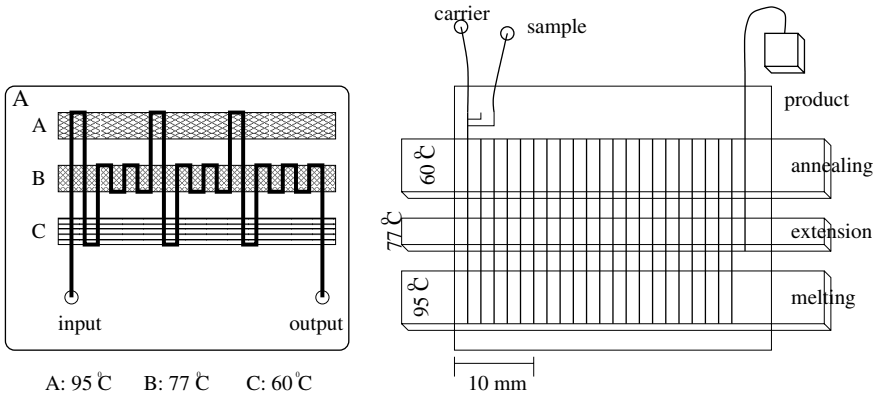 A
A
B
C
input
output
A: 95 °C B: 77 °C C: 60 °C
carrier
sample
product
60 °C
annealing
77 °C
extension
95 °C
melting
10 mm